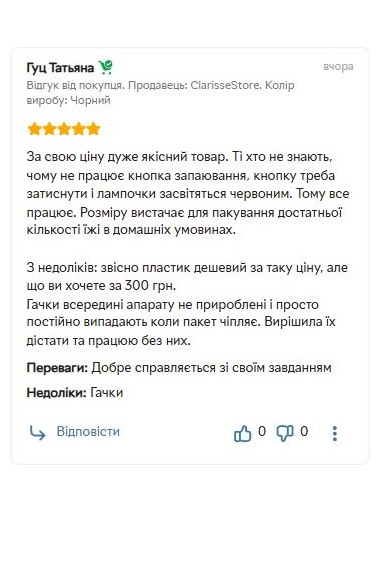 Гуц Татьяна
вчора
Відгук від покупця. Продавець: ClarisseStore. Колір
виробу: Чорний
За свою ціну дуже якісний товар. Ті хто не знають,
чому не працює кнопка запаювання, кнопку треба
затиснути і лампочки засвітяться червоним. Тому все
працює. Розміру вистачає для пакування достатньої
кількості їжі в домашніх умовинах.
З недоліків: звісно пластик дешевий за таку ціну, але
що ви хочете за 300 грн.
Гачки всередині апарату не прироблені і просто
постійно випадають коли пакет чіпляє. Вирішила їх
дістати та працюю без них.
Переваги: Добре справляється зі своїм завданням
Недоліки: Гачки
Відповісти
0
0